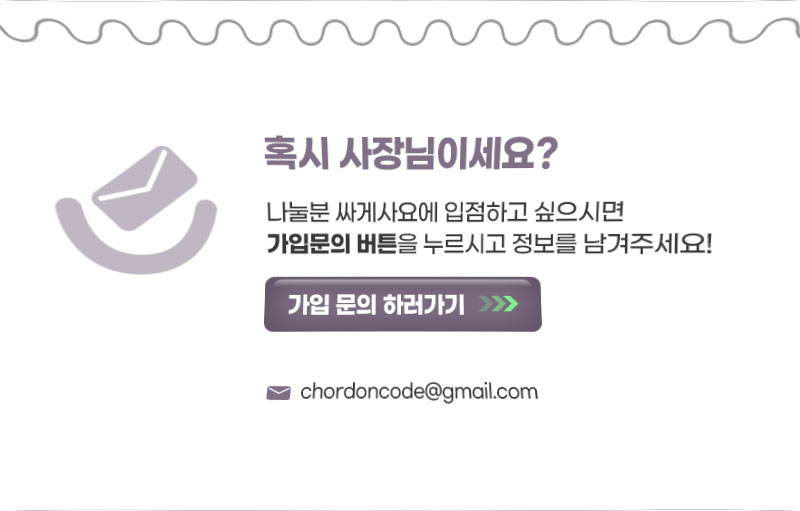 혹시 사장님이세요?
나눌분 싸게사요에 입점하고 싶으시면
가입문의 버튼을 누르시고 정보를 남겨주세요!
가입 문의 하러가기
chordoncode@gmail.com